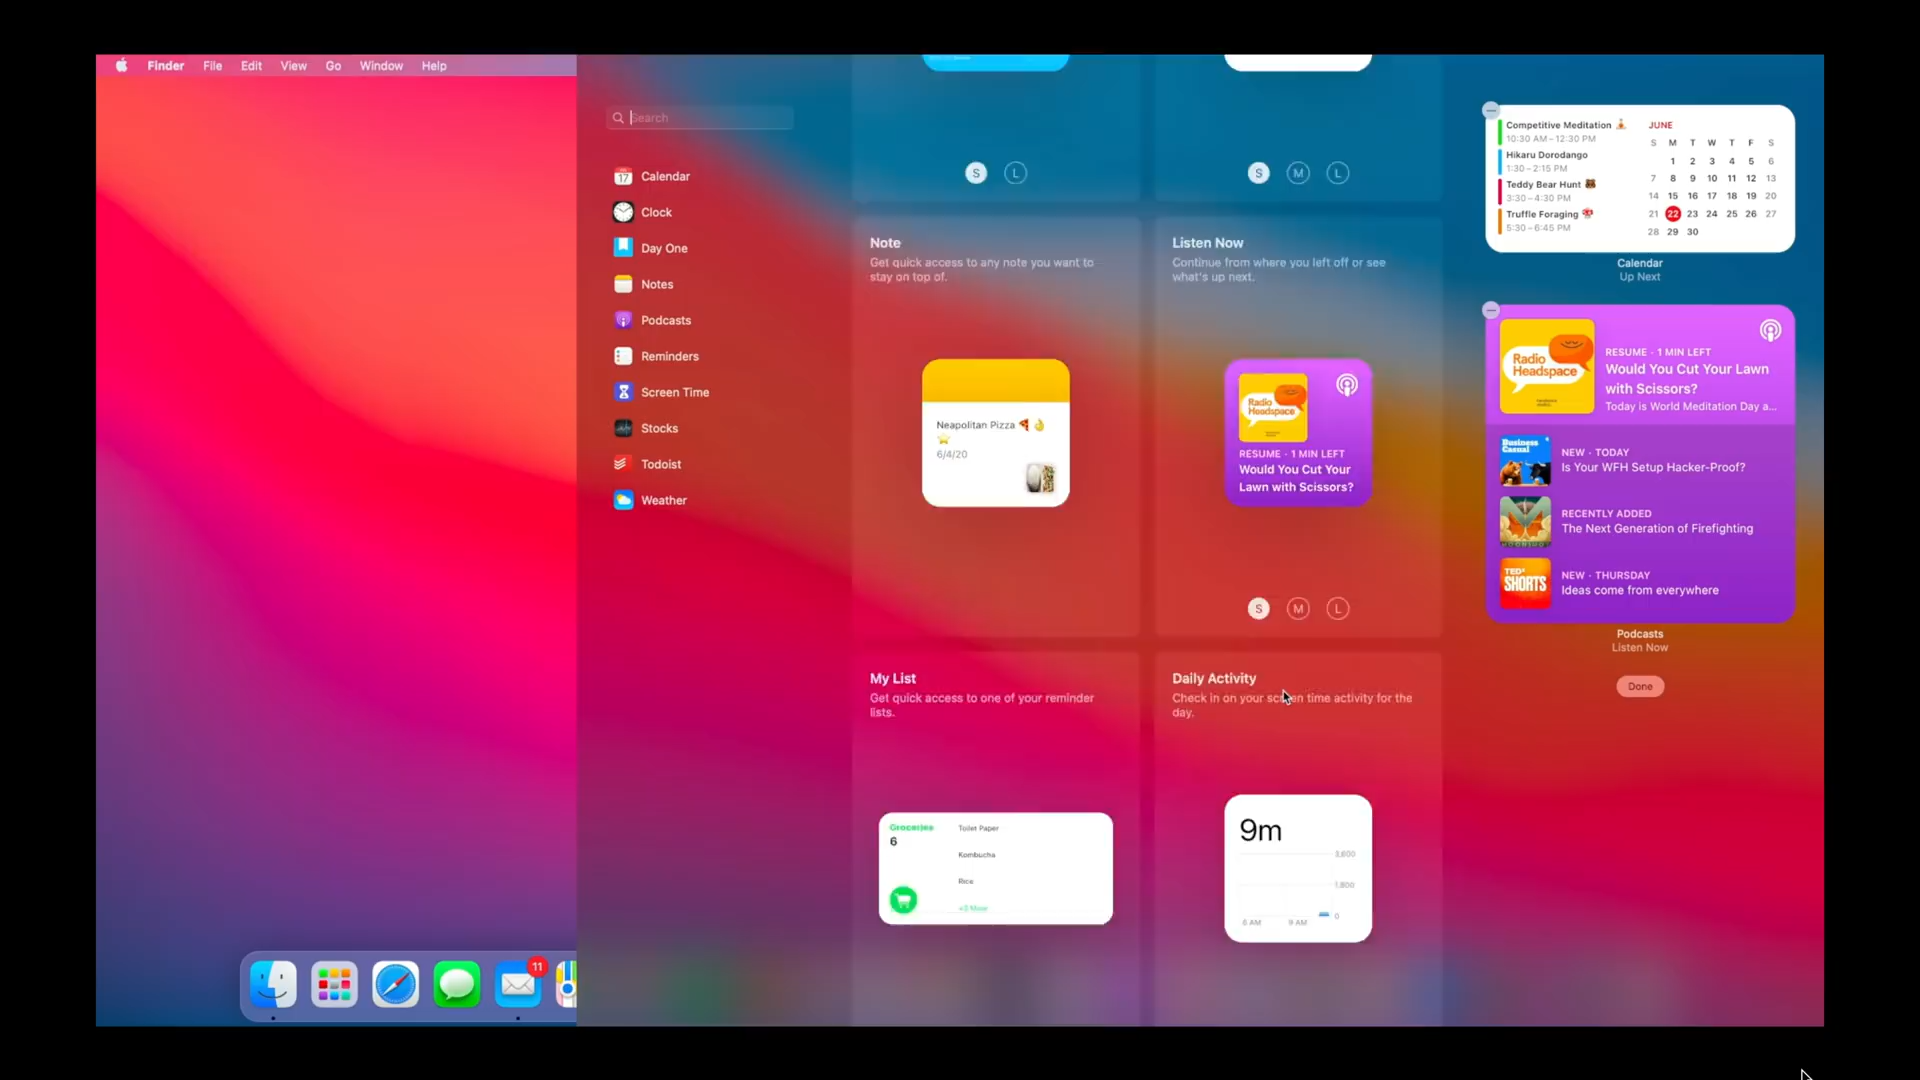 Finder File Edit View Go Window Help
Search
17 Calendar
Clock
Day One
Notes
Podcasts
Reminders
Screen Time
Stocks
Todoist
Weather
S L
S M L
Note
Get quick access to any note you want to
stay on top of.
Neapolitan Pizza 🍕 👌
⭐
6/4/20
Listen Now
Continue from where you left off or see
what's up next.
Radio
Headspace
RESUME · 1 MIN LEFT
Would You Cut Your
Lawn with Scissors?
S M L
My List
Get quick access to one of your reminder
lists.
Groceries
6
Toilet Paper
Kombucha
Rice
+3 More
Daily Activity
Check in on your screen time activity for the
day.
9m
3,600
1,800
0
6 AM 9 AM
Competitive Meditation
10:30 AM – 12:30 PM
Hikaru Dorodango
1:30 – 2:15 PM
Teddy Bear Hunt 🐻
3:30 – 4:30 PM
Truffle Foraging 🍄
5:30 – 6:45 PM
JUNE
S M T W T F S
1 2 3 4 5 6
7 8 9 10 11 12 13
14 15 16 17 18 19 20
21 22 23 24 25 26 27
28 29 30
Calendar
Up Next
Radio
Headspace
RESUME · 1 MIN LEFT
Would You Cut Your Lawn
with Scissors?
Today is World Meditation Day a...
Business
Casual
NEW · TODAY
Is Your WFH Setup Hacker-Proof?
RECENTLY ADDED
The Next Generation of Firefighting
TED
SHORTS
NEW · THURSDAY
Ideas come from everywhere
Podcasts
Listen Now
Done
11